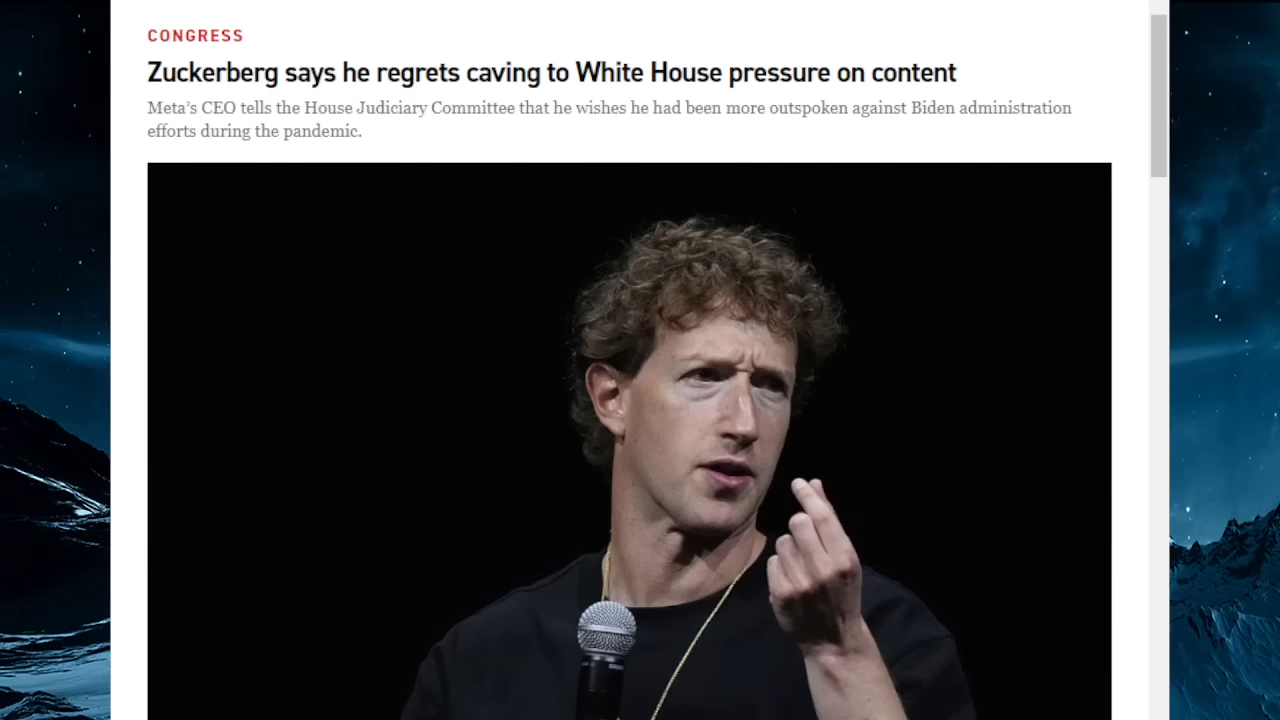 CONGRESS
Zuckerberg says he regrets caving to White House pressure on content
Meta’s CEO tells the House Judiciary Committee that he wishes he had been more outspoken against Biden administration
efforts during the pandemic.